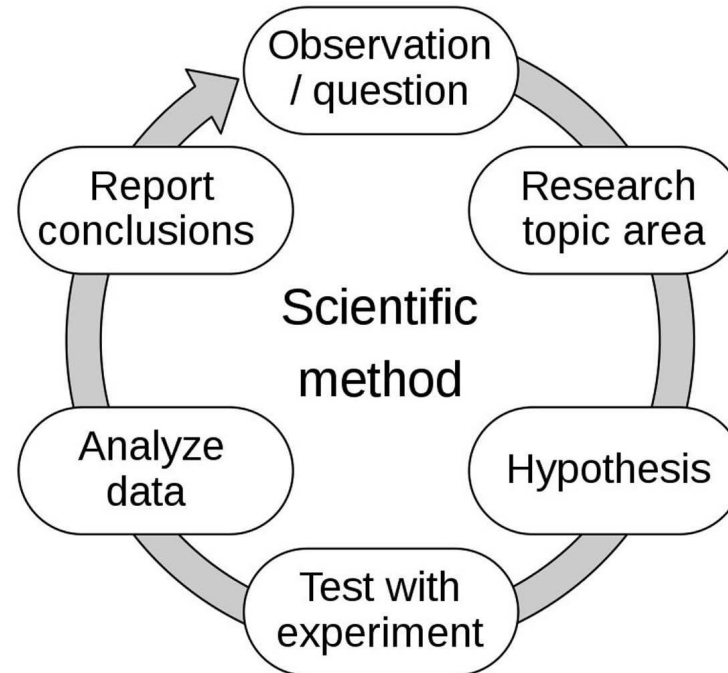 Observation
/ question
Research
topic area
Hypothesis
Test with
experiment
Analyze
data
Report
conclusions
Scientific
method